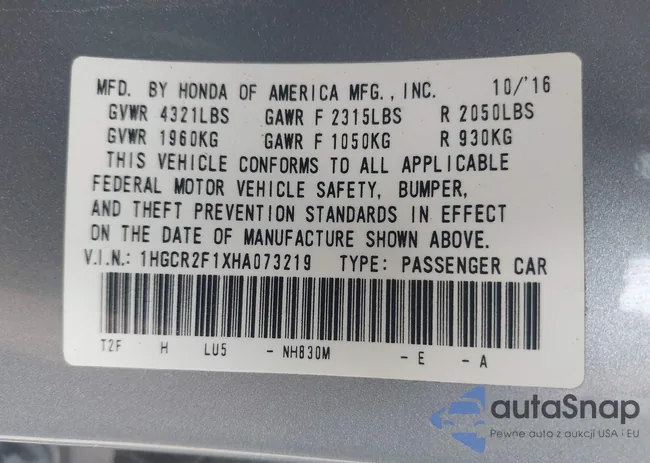 MFD. BY HONDA OF AMERICA MFG., INC. 10/'16
GVWR 4321LBS GAWR F 2315LBS R 2050LBS
GVWR 1960KG GAWR F 1050KG R 930KG
THIS VEHICLE CONFORMS TO ALL APPLICABLE
FEDERAL MOTOR VEHICLE SAFETY, BUMPER,
AND THEFT PREVENTION STANDARDS IN EFFECT
ON THE DATE OF MANUFACTURE SHOWN ABOVE.
V.I.N.: 1HGCR2F1XHA073219 TYPE: PASSENGER CAR
T2F H LU5 - NH830M - E - A
autaSnap
Pewne auta z aukcji USA i EU